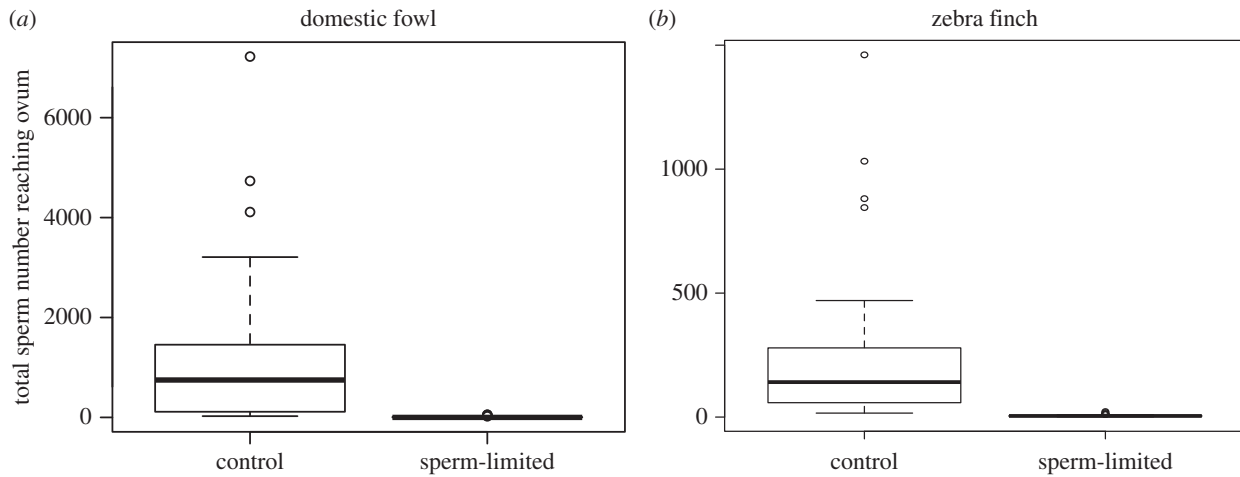 (a) domestic fowl
total sperm number reaching ovum
6000
4000
2000
0
control sperm-limited
(b) zebra finch
1000
500
0
control sperm-limited